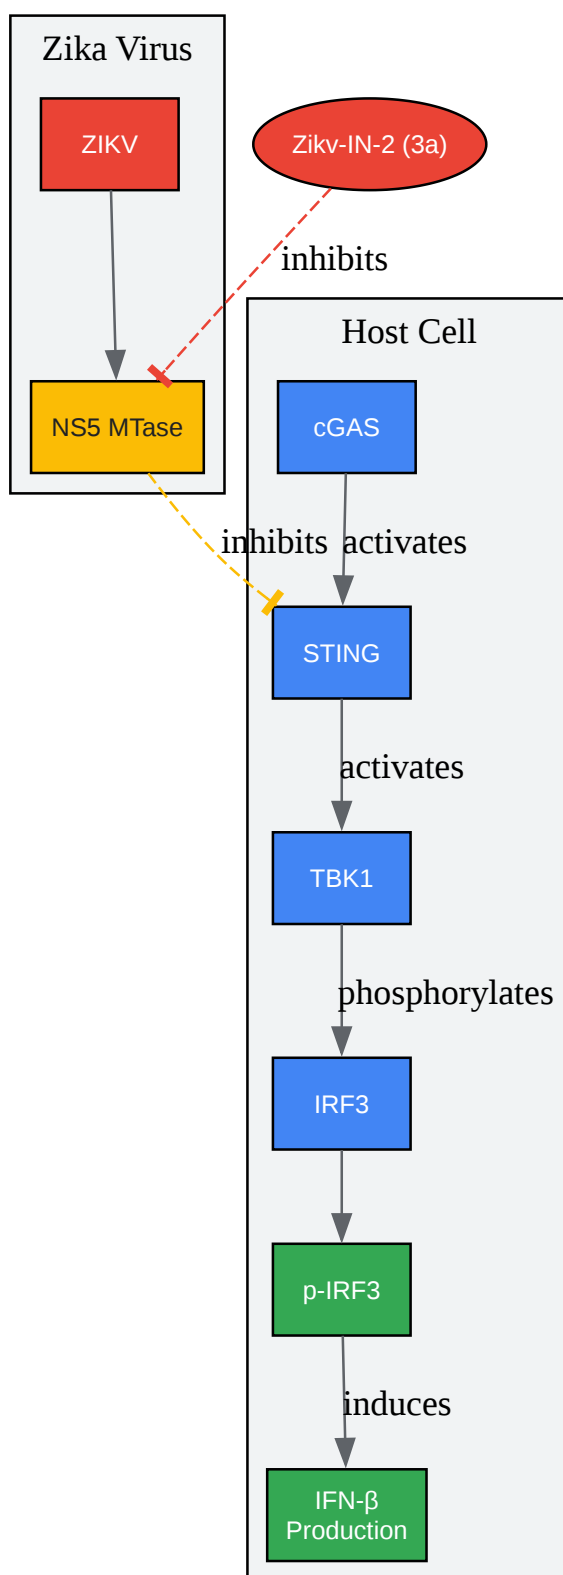 Zika Virus
ZIKV
Zikv-IN-2 (3a)
inhibits
Host Cell
NS5 MTase
cGAS
inhibits
activates
STING
activates
TBK1
phosphorylates
IRF3
p-IRF3
induces
IFN-β
Production